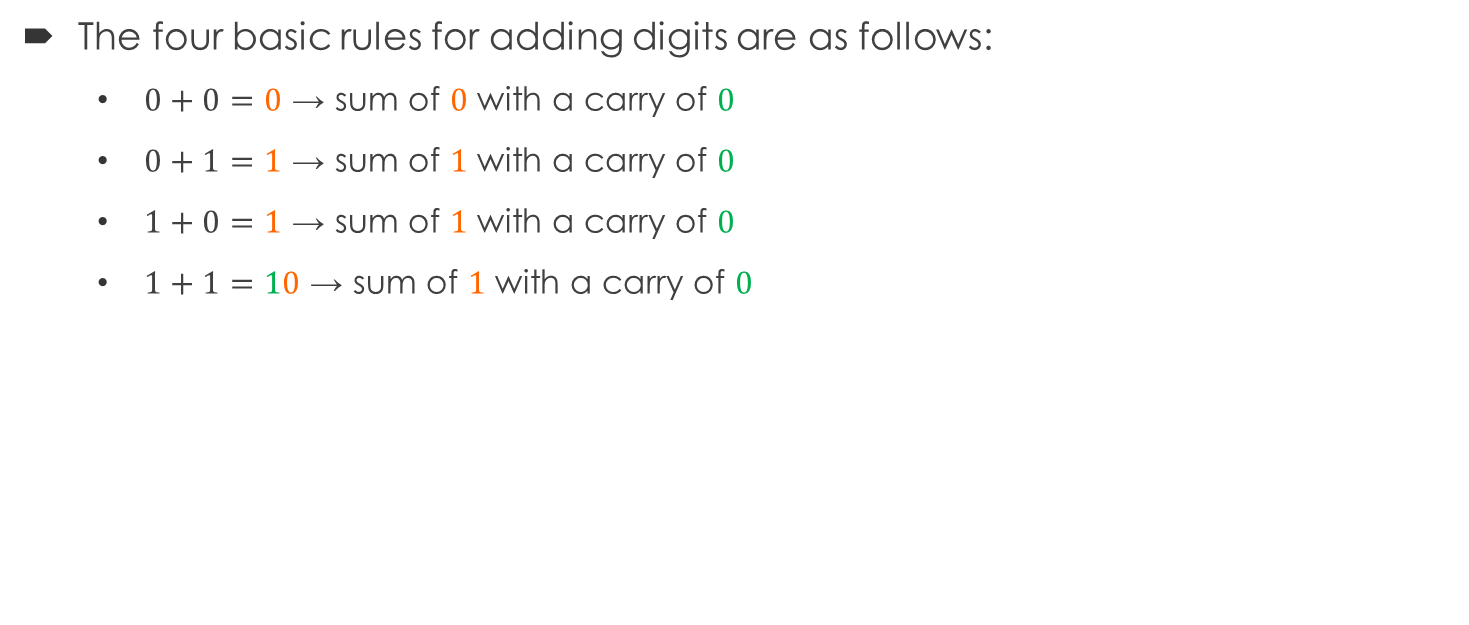 The four basic rules for adding digits are as follows:
• 0 + 0 = 0 → sum of 0 with a carry of 0
• 0 + 1 = 1 → sum of 1 with a carry of 0
• 1 + 0 = 1 → sum of 1 with a carry of 0
• 1 + 1 = 10 → sum of 1 with a carry of 0